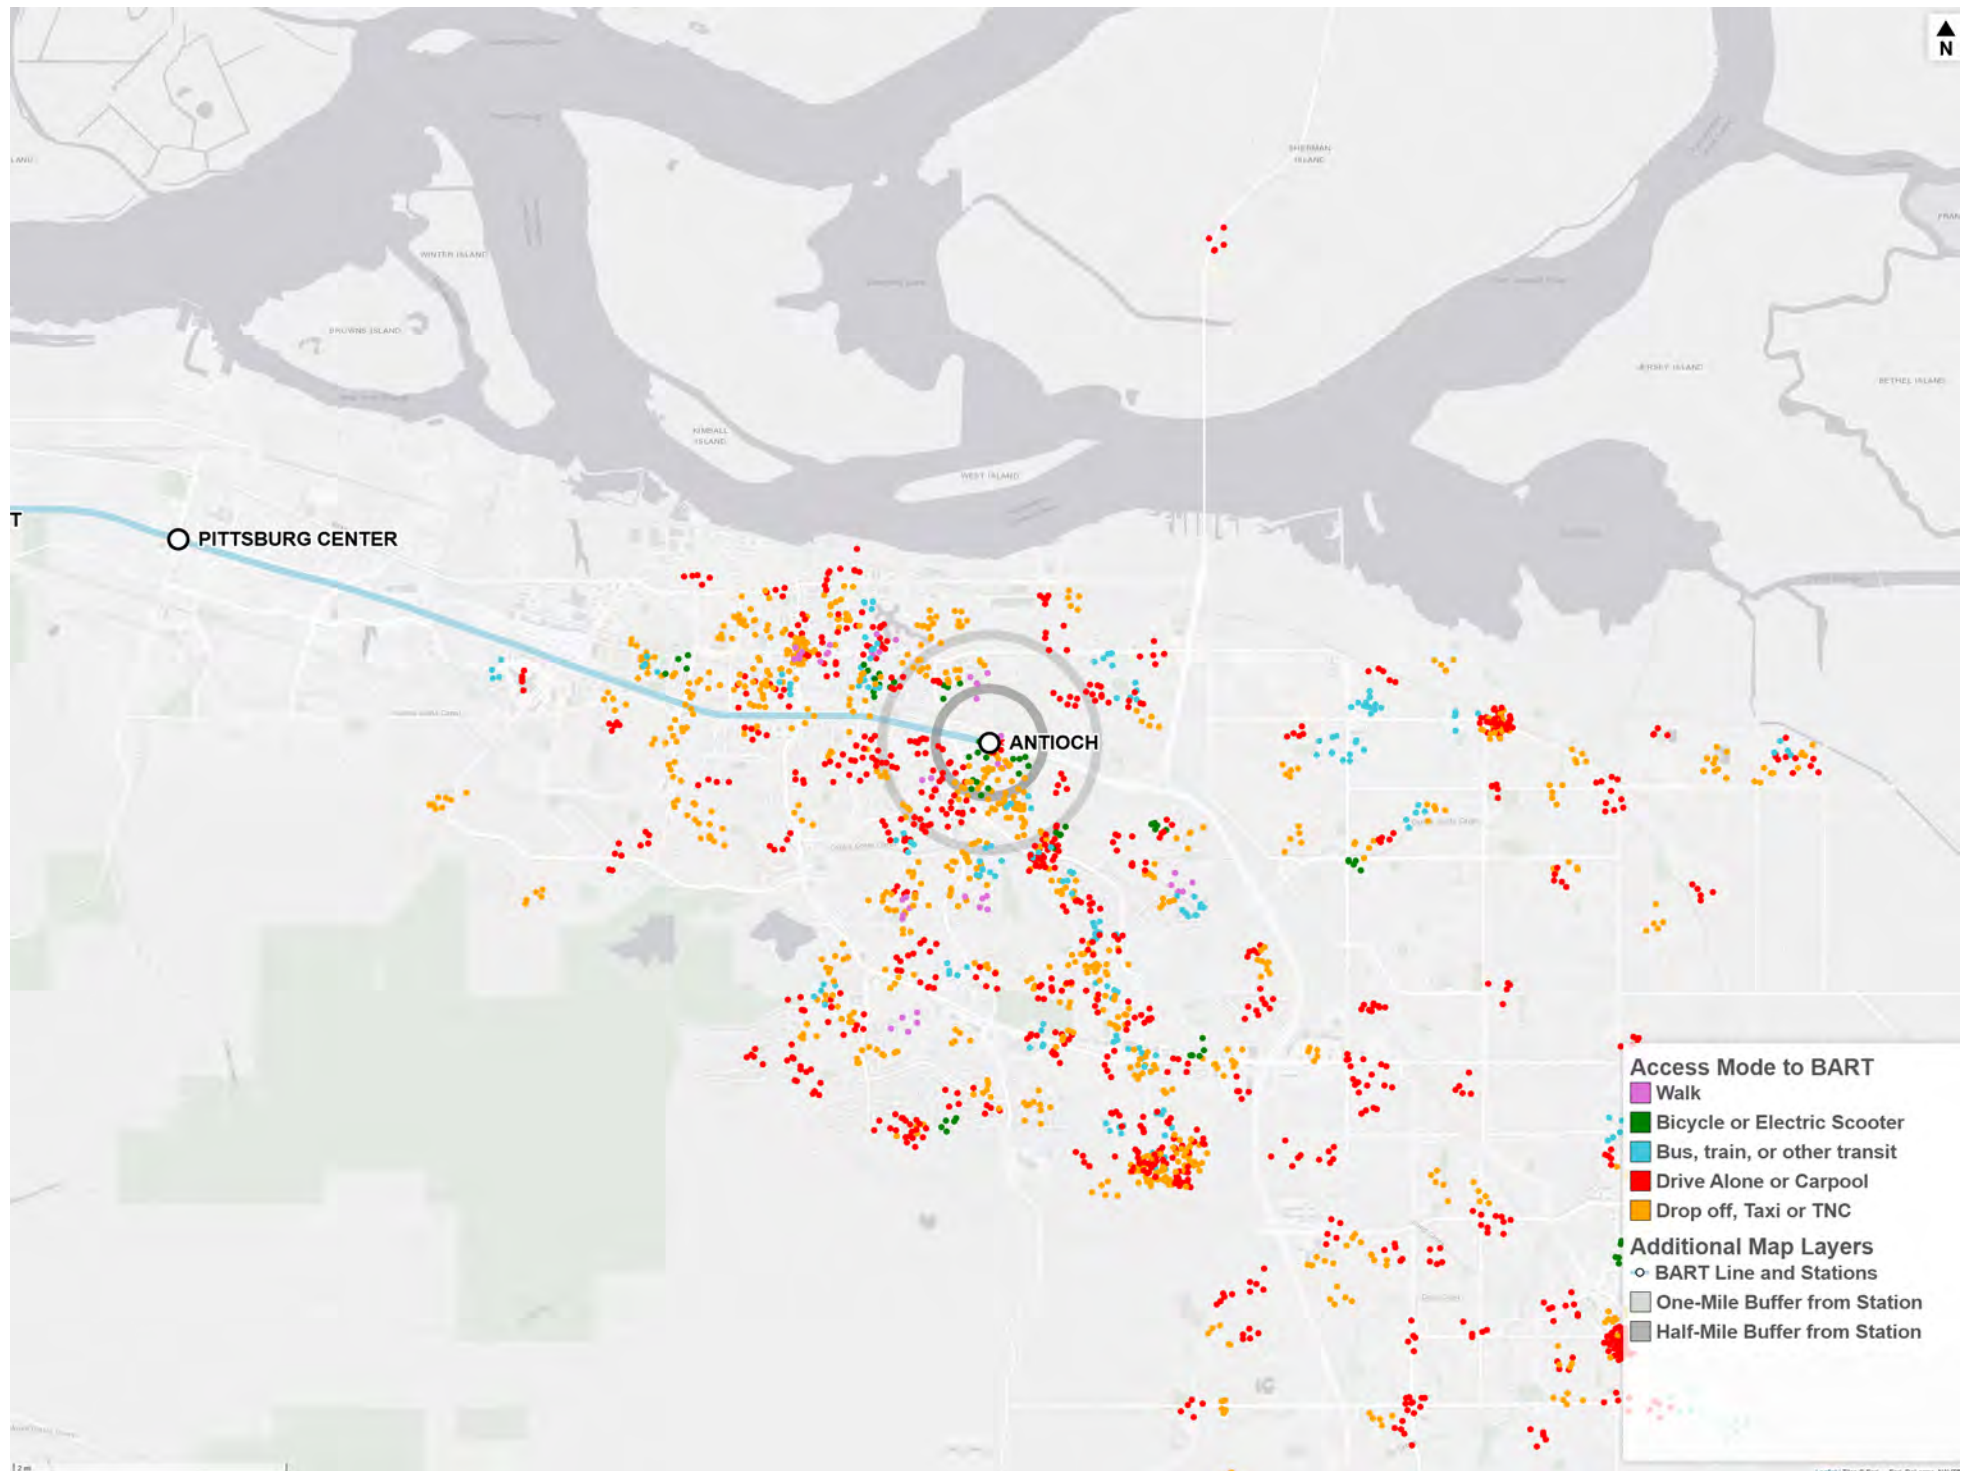 N
SHERMAN
ISLAND
WINTER ISLAND
BROWNS ISLAND
JERSEY ISLAND
BETHEL ISLAND
KIMBALL
ISLAND
WEST ISLAND
T
PITTSBURG CENTER
ANTIOCH
Access Mode to BART
Walk
Bicycle or Electric Scooter
Bus, train, or other transit
Drive Alone or Carpool
Drop off, Taxi or TNC
Additional Map Layers
BART Line and Stations
One-Mile Buffer from Station
Half-Mile Buffer from Station